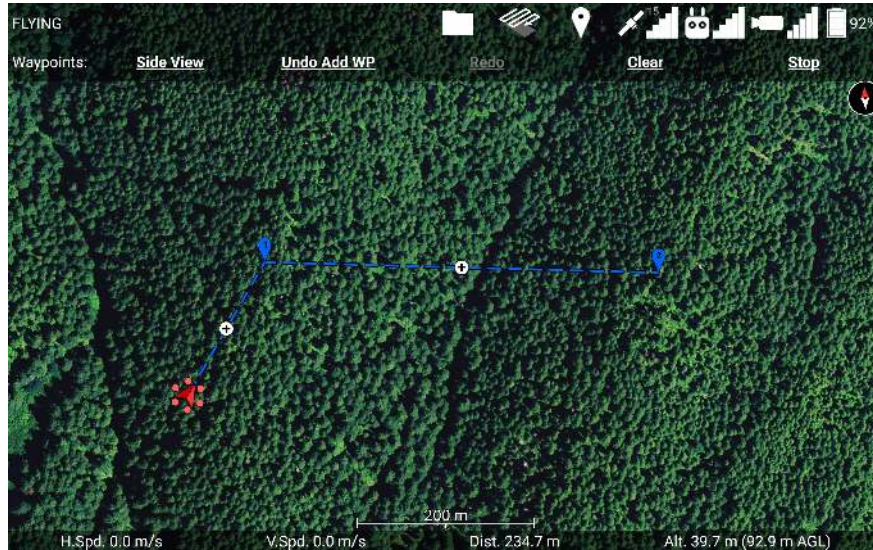 FLYING
15
92%
Waypoints: Side View Undo Add WP Redo Clear Stop
200 m
H.Spd. 0.0 m/s V.Spd. 0.0 m/s Dist. 234.7 m Alt. 39.7 m (92.9 m AGL)